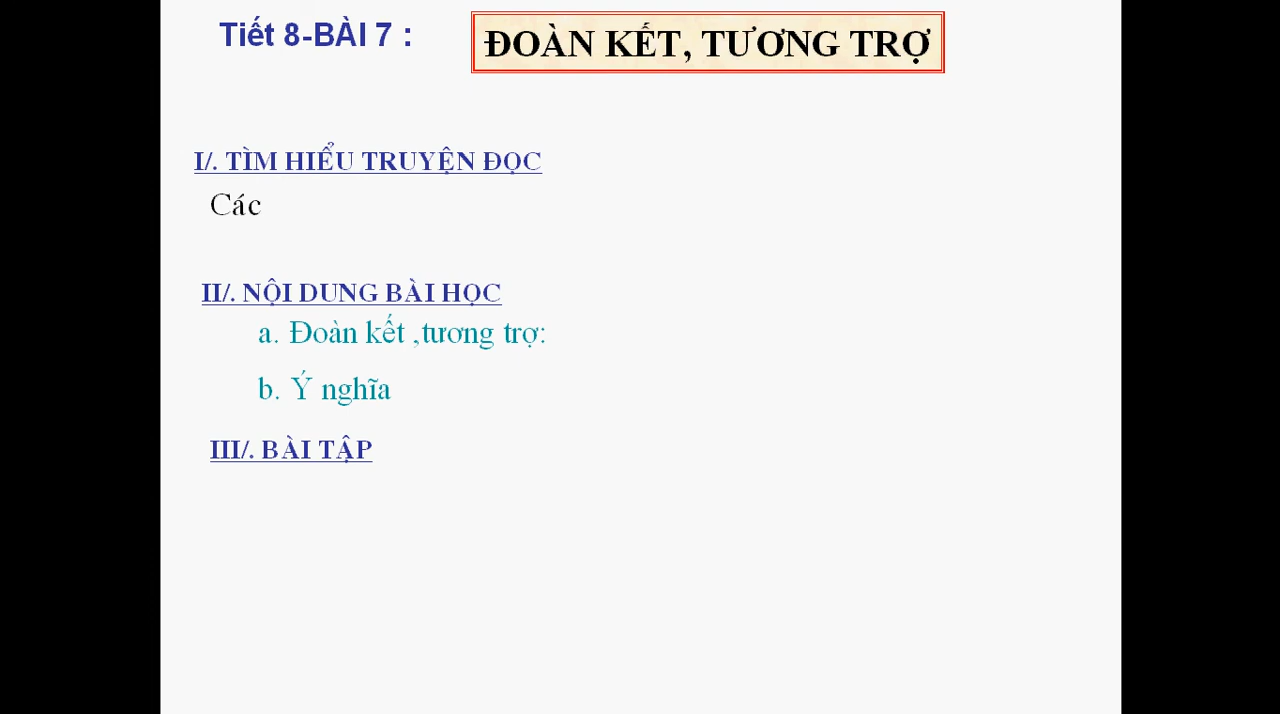 Tiết 8-BÀI 7 :
ĐOÀN KẾT, TƯƠNG TRỢ
I/. TÌM HIỂU TRUYỆN ĐỌC
Các
II/. NỘI DUNG BÀI HỌC
a. Đoàn kết ,tương trợ:
b. Ý nghĩa
III/. BÀI TẬP